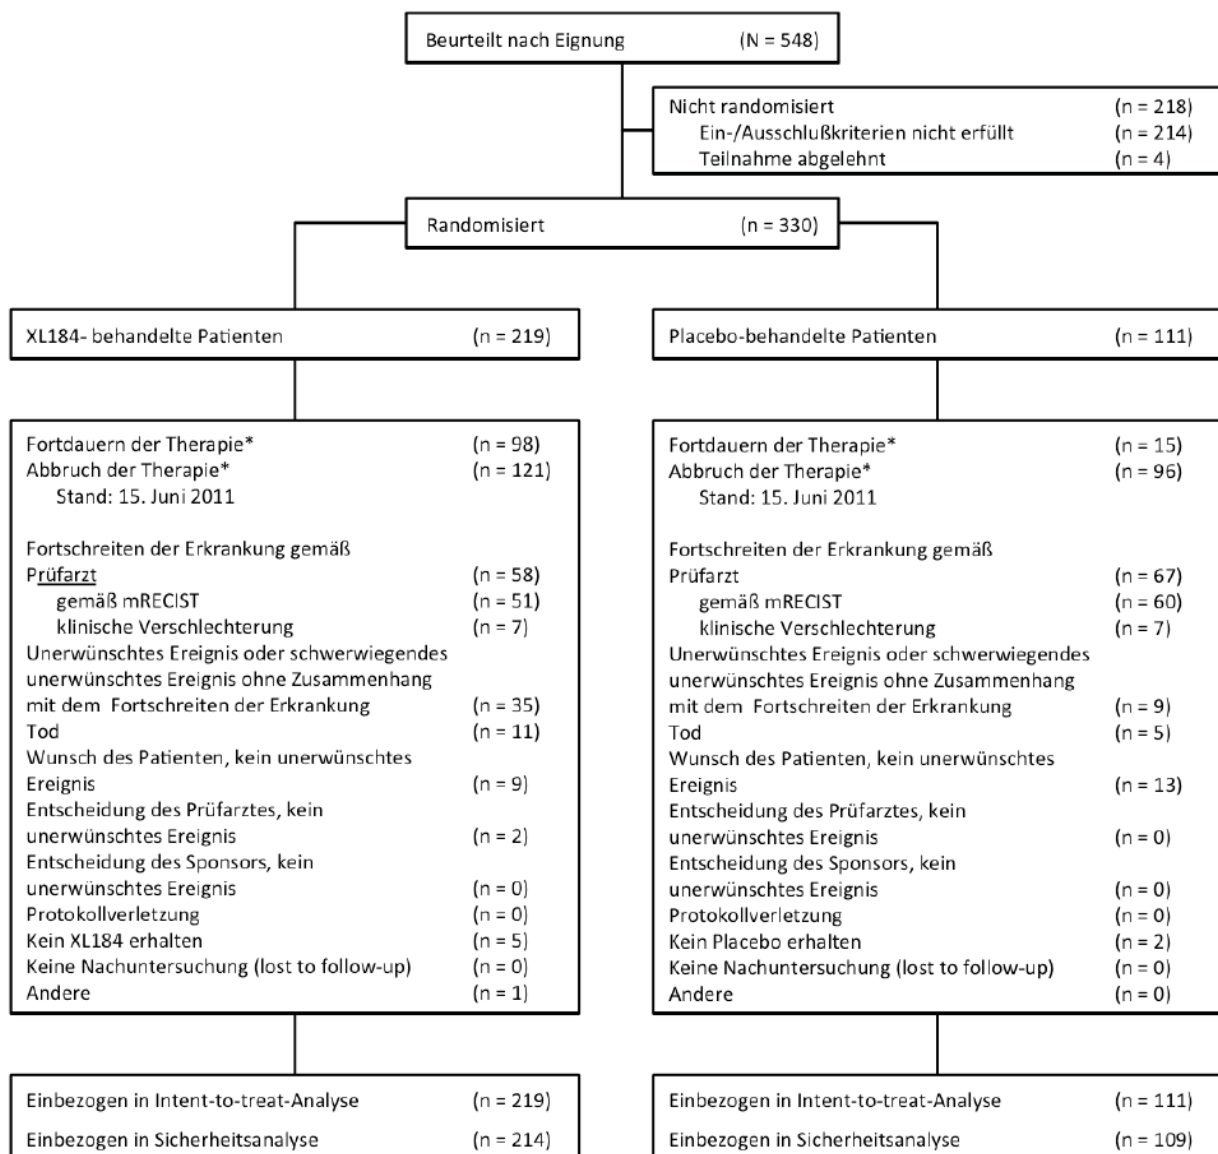 Beurteilt nach Eignung (N = 548)
Nicht randomisiert (n = 218)
Ein-/Ausschlußkriterien nicht erfüllt (n = 214)
Teilnahme abgelehnt (n = 4)
Randomisiert (n = 330)
XL184- behandelte Patienten (n = 219)
Fortdauern der Therapie* (n = 98)
Abbruch der Therapie* (n = 121)
Stand: 15. Juni 2011
Fortschreiten der Erkrankung gemäß
Prüfarzt (n = 58)
gemäß mRECIST (n = 51)
klinische Verschlechterung (n = 7)
Unerwünschtes Ereignis oder schwerwiegendes
unerwünschtes Ereignis ohne Zusammenhang
mit dem Fortschreiten der Erkrankung (n = 35)
Tod (n = 11)
Wunsch des Patienten, kein unerwünschtes
Ereignis (n = 9)
Entscheidung des Prüfarztes, kein
unerwünschtes Ereignis (n = 2)
Entscheidung des Sponsors, kein
unerwünschtes Ereignis (n = 0)
Protokollverletzung (n = 0)
Kein XL184 erhalten (n = 5)
Keine Nachuntersuchung (lost to follow-up) (n = 0)
Andere (n = 1)
Einbezogen in Intent-to-treat-Analyse (n = 219)
Einbezogen in Sicherheitsanalyse (n = 214)
Placebo-behandelte Patienten (n = 111)
Fortdauern der Therapie* (n = 15)
Abbruch der Therapie* (n = 96)
Stand: 15. Juni 2011
Fortschreiten der Erkrankung gemäß
Prüfarzt (n = 67)
gemäß mRECIST (n = 60)
klinische Verschlechterung (n = 7)
Unerwünschtes Ereignis oder schwerwiegendes
unerwünschtes Ereignis ohne Zusammenhang
mit dem Fortschreiten der Erkrankung (n = 9)
Tod (n = 5)
Wunsch des Patienten, kein unerwünschtes
Ereignis (n = 13)
Entscheidung des Prüfarztes, kein
unerwünschtes Ereignis (n = 0)
Entscheidung des Sponsors, kein
unerwünschtes Ereignis (n = 0)
Protokollverletzung (n = 0)
Kein Placebo erhalten (n = 2)
Keine Nachuntersuchung (lost to follow-up) (n = 0)
Andere (n = 0)
Einbezogen in Intent-to-treat-Analyse (n = 111)
Einbezogen in Sicherheitsanalyse (n = 109)